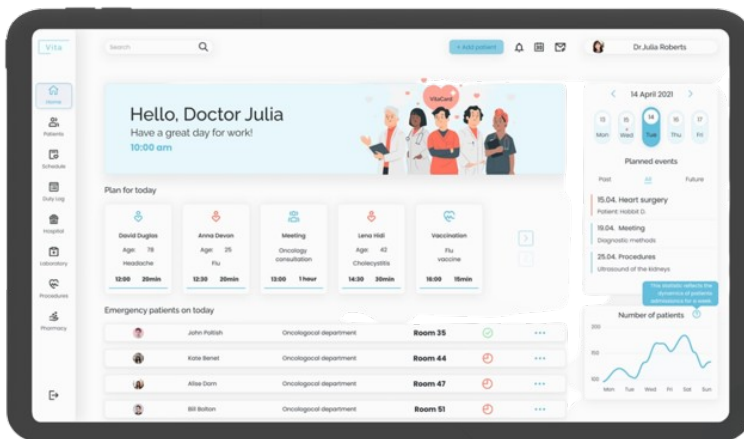 Vita
Search
+ Add patient
Dr.Julia Roberts
Home
Patients
Schedule
Duty Log
Hospital
Laboratory
Procedures
Pharmacy
Hello, Doctor Julia
Have a great day for work!
10:00 am
VitaCard
Plan for today
David Duglas
Age: 78
Headache
12:00 20min
Anna Devon
Age: 25
Flu
12:30 20min
Meeting
Oncology
consultation
13:00 1 hour
Lena Hidi
Age: 42
Cholecystitis
14:30 30min
Vaccination
Flu
vaccine
16:00 15min
Emergency patients on today
John Pattish Oncologocal department Room 35
Kate Benet Oncologocal department Room 44
Alisa Dam Oncologocal department Room 47
Bill Bolton Oncologocal department Room 51
14 April 2021
13 15 14 16 17
Mon Wed Tue Thu Fri
Planned events
Past All Future
15.04. Heart surgery
Patient: Hobbit D.
19.04. Meeting
Diagnostic methods
25.04. Procedures
Ultrasound of the kidneys
This statistic reflects the
dynamics of patients
admissions for a week
Number of patients
200
150
100
Mon Tue Wed Fri Sat Sun